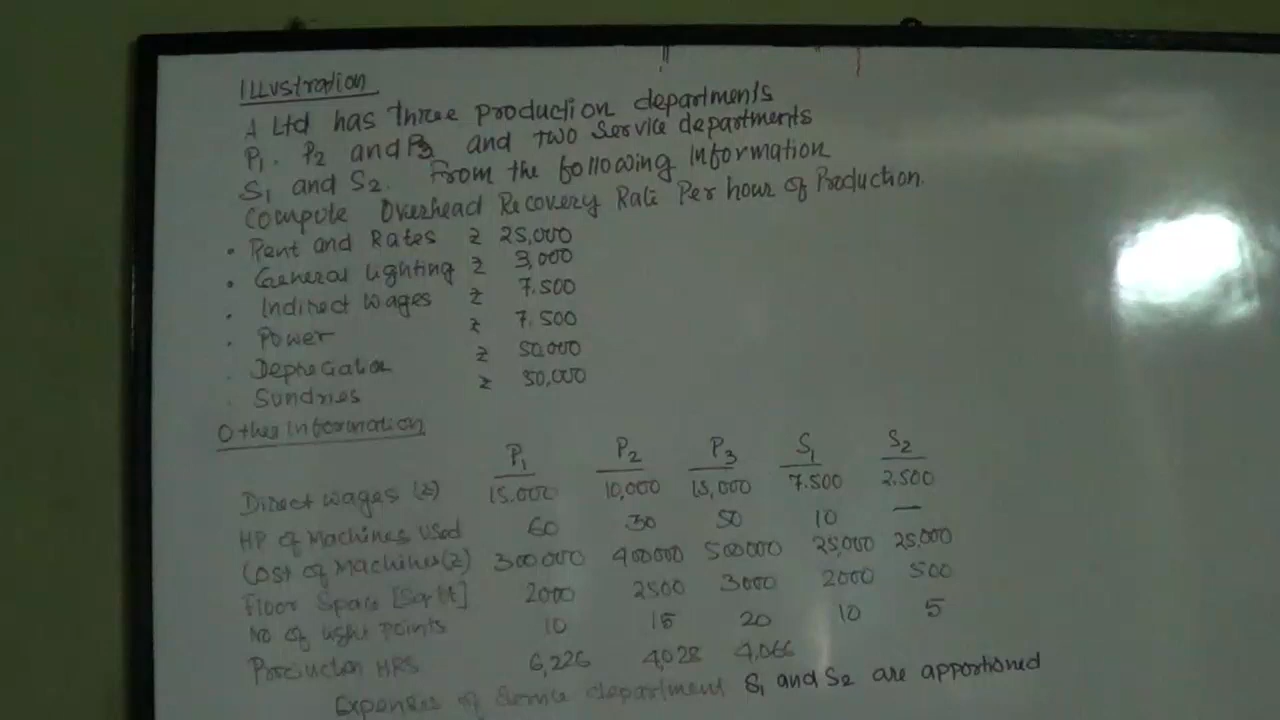 ILLustration
A Ltd has three production departments
P1, P2 and P3 and two service departments
S1 and S2. From the following information
compute Overhead Recovery Rate Per hour of Production.
• Rent and Rates ₹ 25,000
• General lighting ₹ 3,000
• Indirect wages ₹ 7.500
• Power ₹ 7.500
• Depreciation ₹ 50,000
• Sundries ₹ 50,000
Other Information
P1 P2 P3 S1 S2
Direct wages (₹) 15.000 10,000 15,000 7.500 2.500
HP of Machines Used 60 30 50 10 —
Cost of Machines (₹) 300000 400000 500000 25,000 25,000
Floor Space [Sq ft] 2000 2500 3000 2000 500
No of light Points 10 15 20 10 5
Production HRS 6,226 4,028 4,066
Expenses of Service department S1 and S2 are apportioned